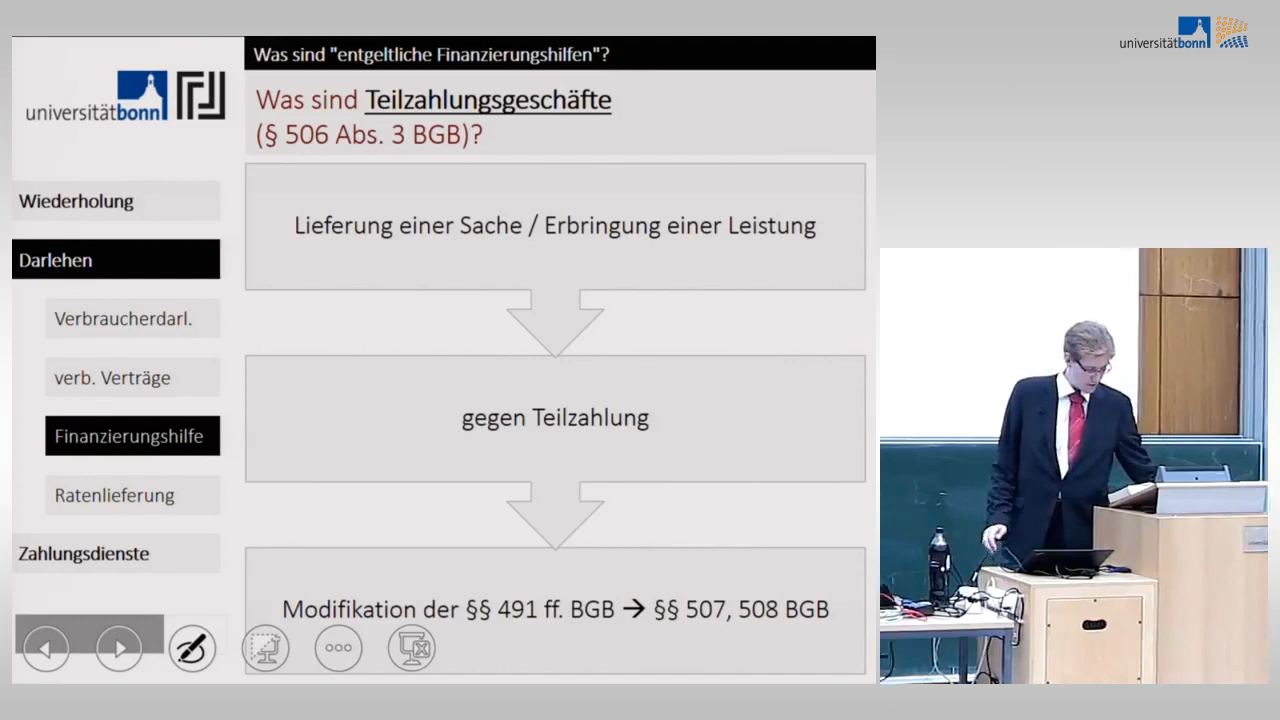 universitätbonn
Was sind "entgeltliche Finanzierungshilfen"?
universitätbonn
Was sind Teilzahlungsgeschäfte
(§ 506 Abs. 3 BGB)?
Wiederholung
Darlehen
Verbraucherdarl.
verb. Verträge
Finanzierungshilfe
Ratenlieferung
Zahlungsdienste
Lieferung einer Sache / Erbringung einer Leistung
gegen Teilzahlung
Modifikation der §§ 491 ff. BGB → §§ 507, 508 BGB